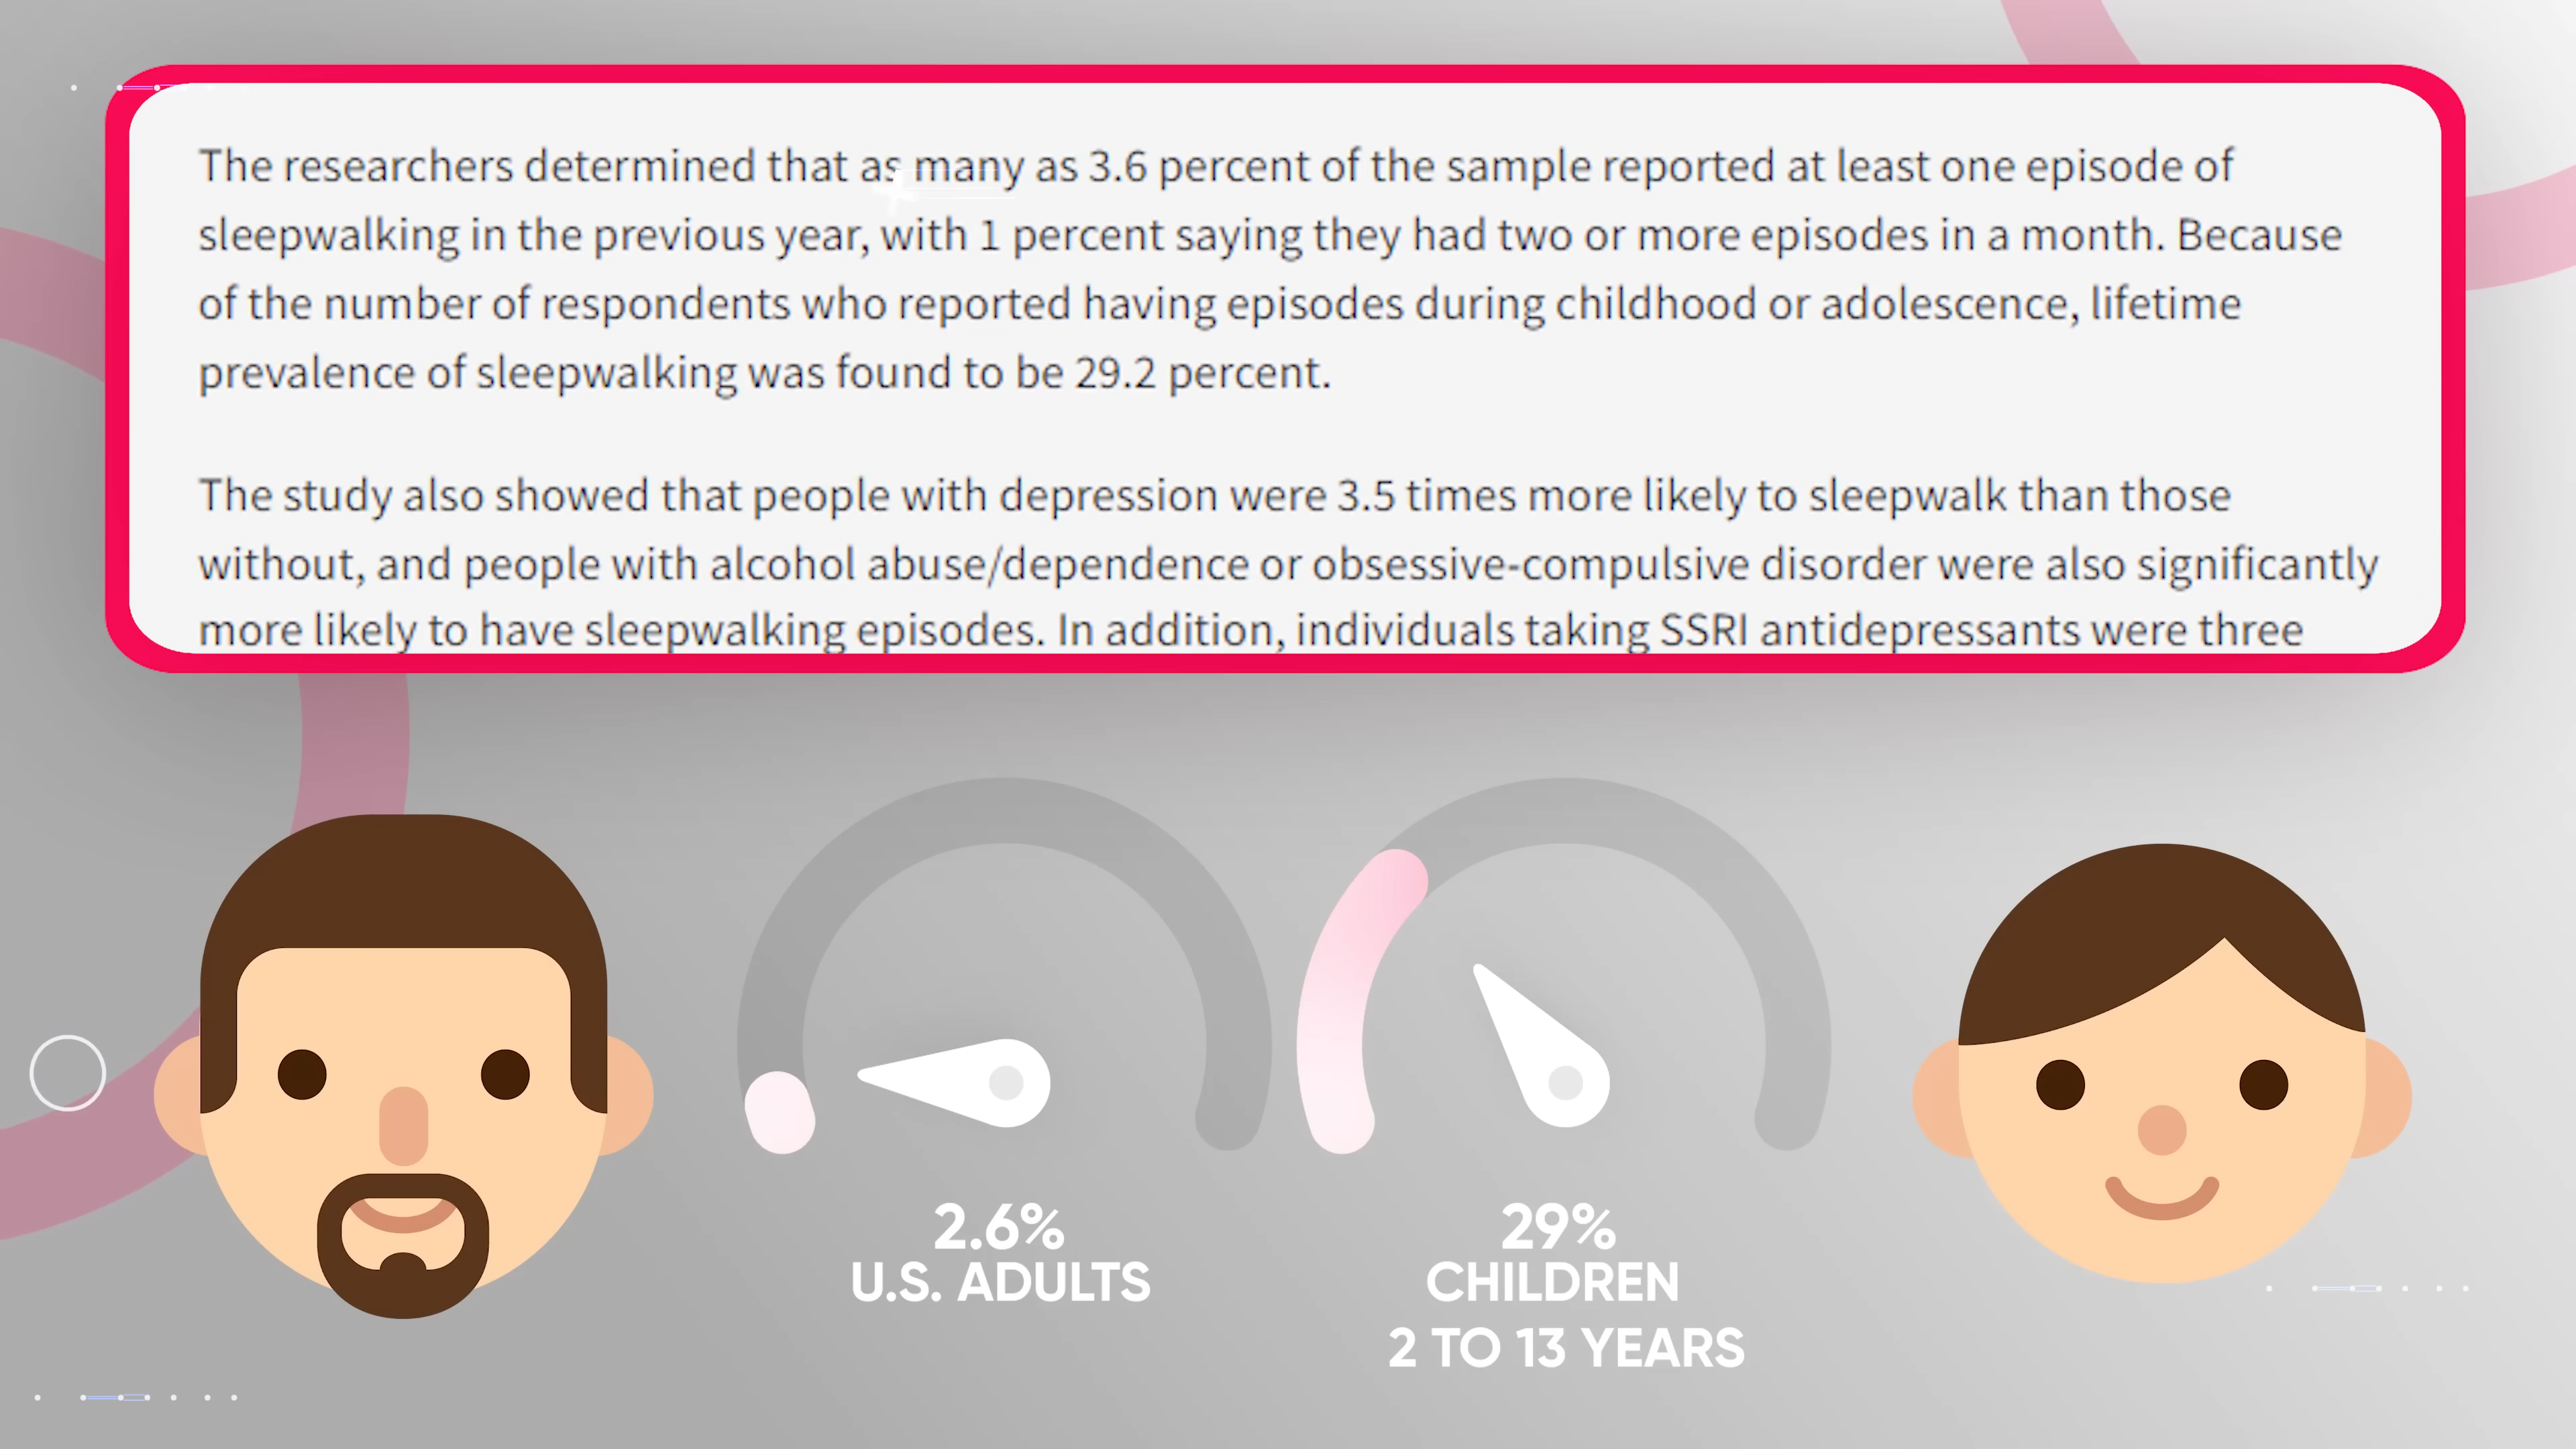 The researchers determined that as many as 3.6 percent of the sample reported at least one episode of
sleepwalking in the previous year, with 1 percent saying they had two or more episodes in a month. Because
of the number of respondents who reported having episodes during childhood or adolescence, lifetime
prevalence of sleepwalking was found to be 29.2 percent.
The study also showed that people with depression were 3.5 times more likely to sleepwalk than those
without, and people with alcohol abuse/dependence or obsessive-compulsive disorder were also significantly
more likely to have sleepwalking episodes. In addition, individuals taking SSRI antidepressants were three
2.6%
U.S. ADULTS
29%
CHILDREN
2 TO 13 YEARS